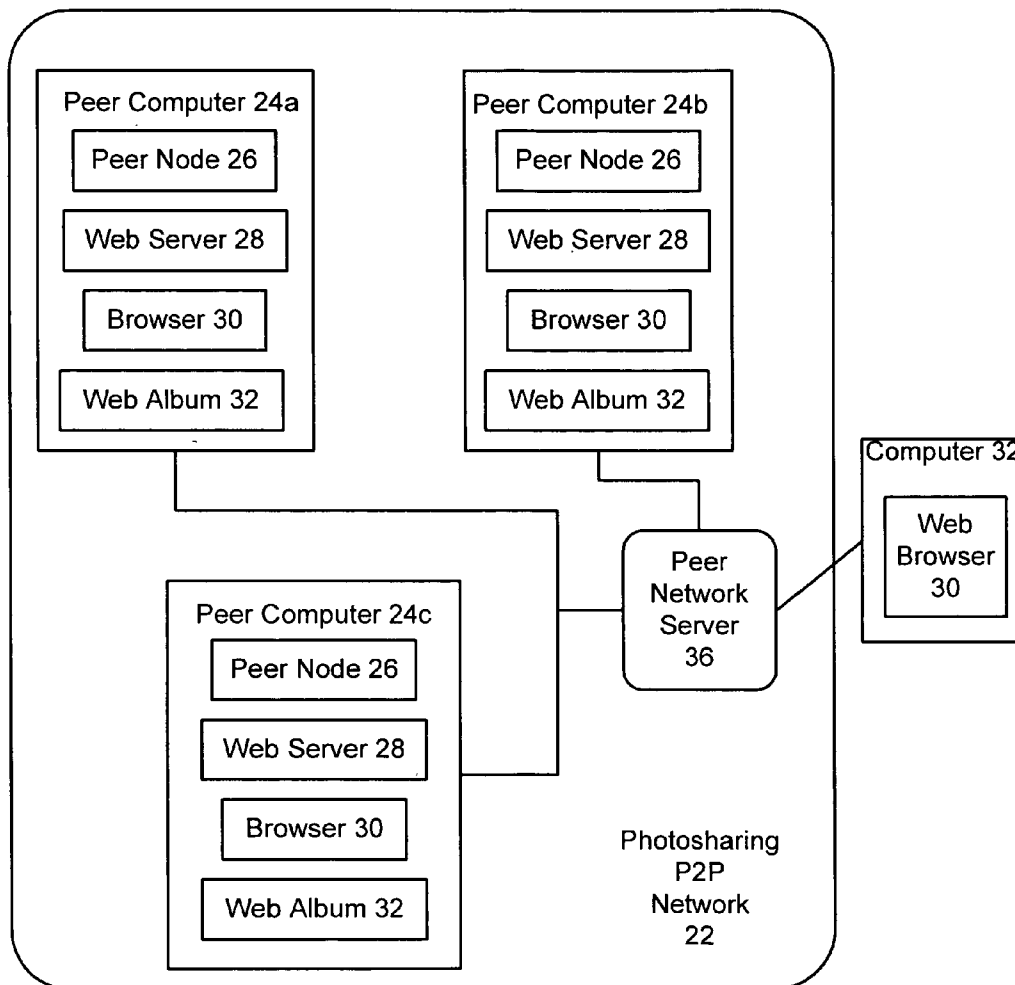 Peer Computer 24a
Peer Node 26
Web Server 28
Browser 30
Web Album 32
Peer Computer 24b
Peer Node 26
Web Server 28
Browser 30
Web Album 32
Computer 32
Web
Browser
30
Peer
Network
Server
36
Peer Computer 24c
Peer Node 26
Web Server 28
Browser 30
Web Album 32
Photosharing
P2P
Network
22